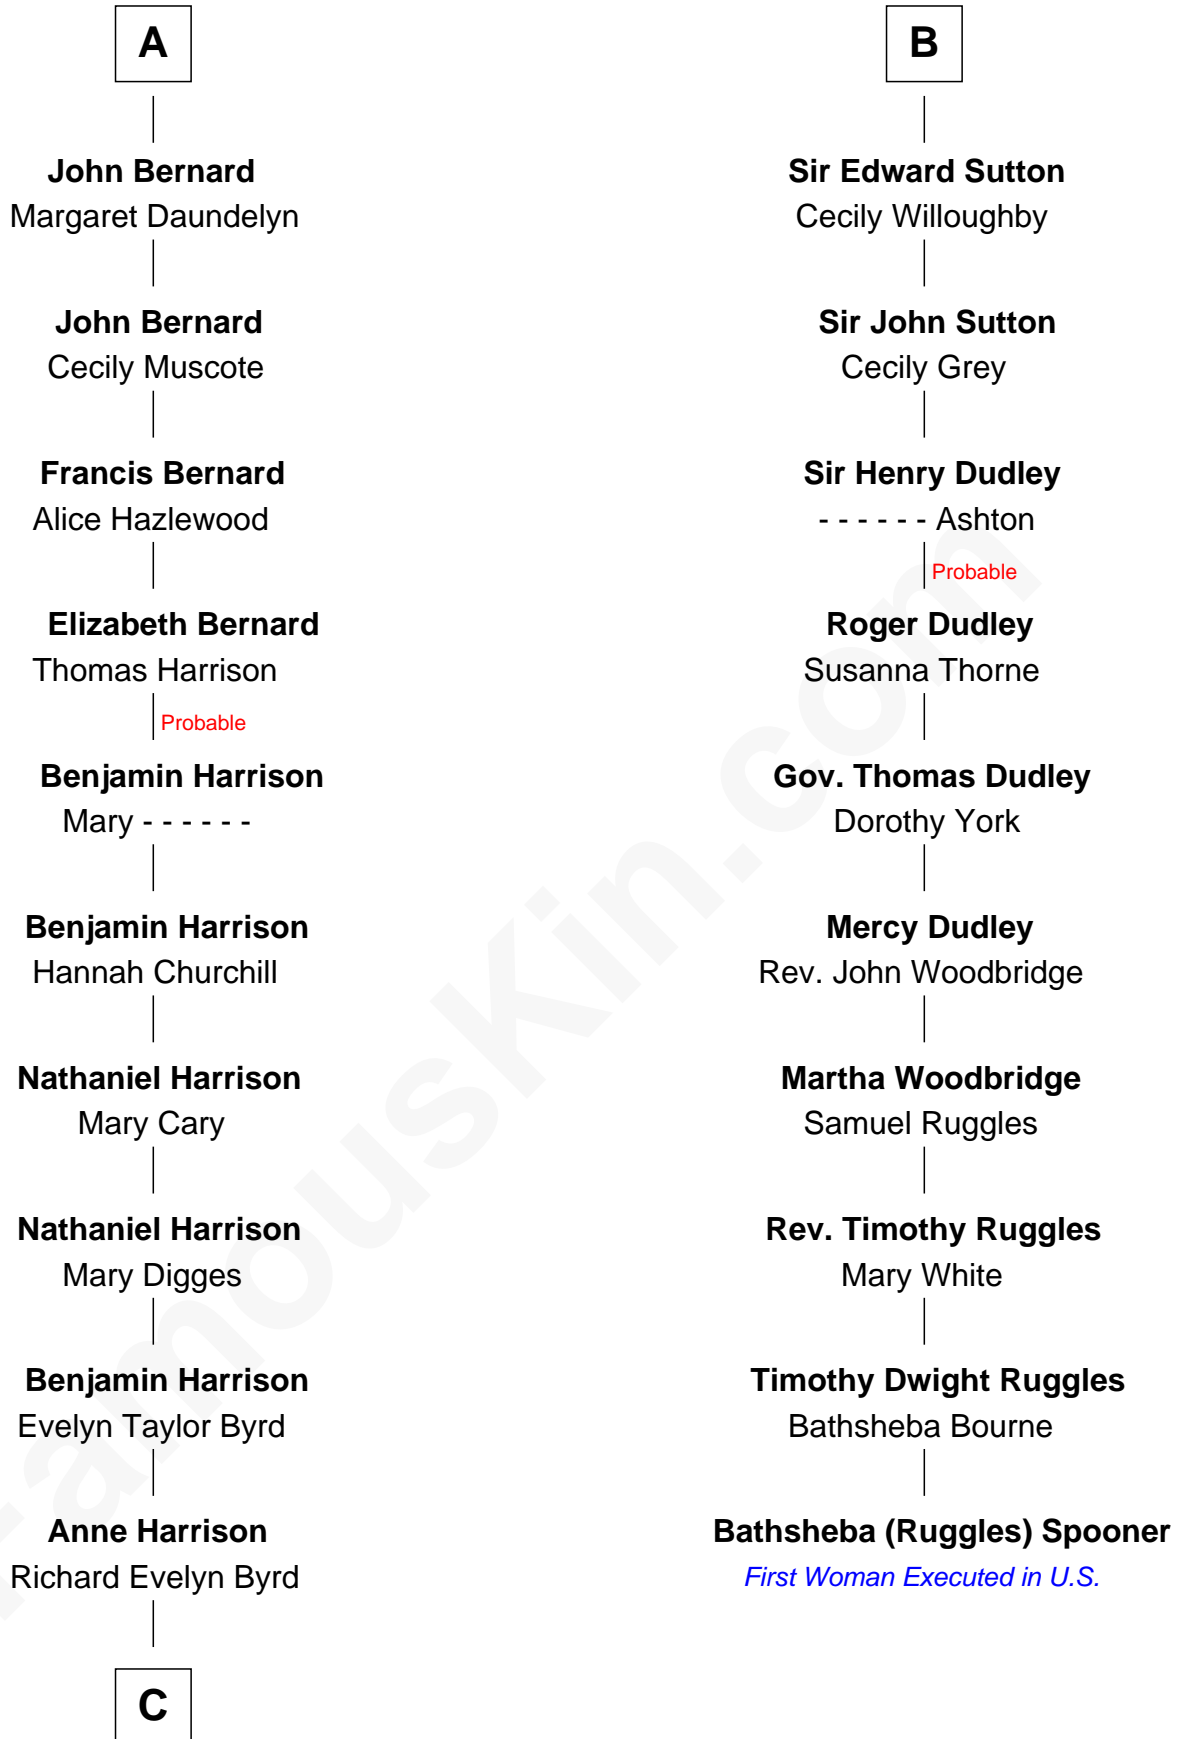 A
John Bernard
Margaret Daundelyn
John Bernard
Cecily Muscote
Francis Bernard
Alice Hazlewood
Elizabeth Bernard
Thomas Harrison
Probable
Benjamin Harrison
Mary - - - - - -
Benjamin Harrison
Hannah Churchill
Nathaniel Harrison
Mary Cary
Nathaniel Harrison
Mary Digges
Benjamin Harrison
Evelyn Taylor Byrd
Anne Harrison
Richard Evelyn Byrd
C
B
Sir Edward Sutton
Cecily Willoughby
Sir John Sutton
Cecily Grey
Sir Henry Dudley
- - - - - - Ashton
Probable
Roger Dudley
Susanna Thorne
Gov. Thomas Dudley
Dorothy York
Mercy Dudley
Rev. John Woodbridge
Martha Woodbridge
Samuel Ruggles
Rev. Timothy Ruggles
Mary White
Timothy Dwight Ruggles
Bathsheba Bourne
Bathsheba (Ruggles) Spooner
First Woman Executed in U.S.
FamousKin.com